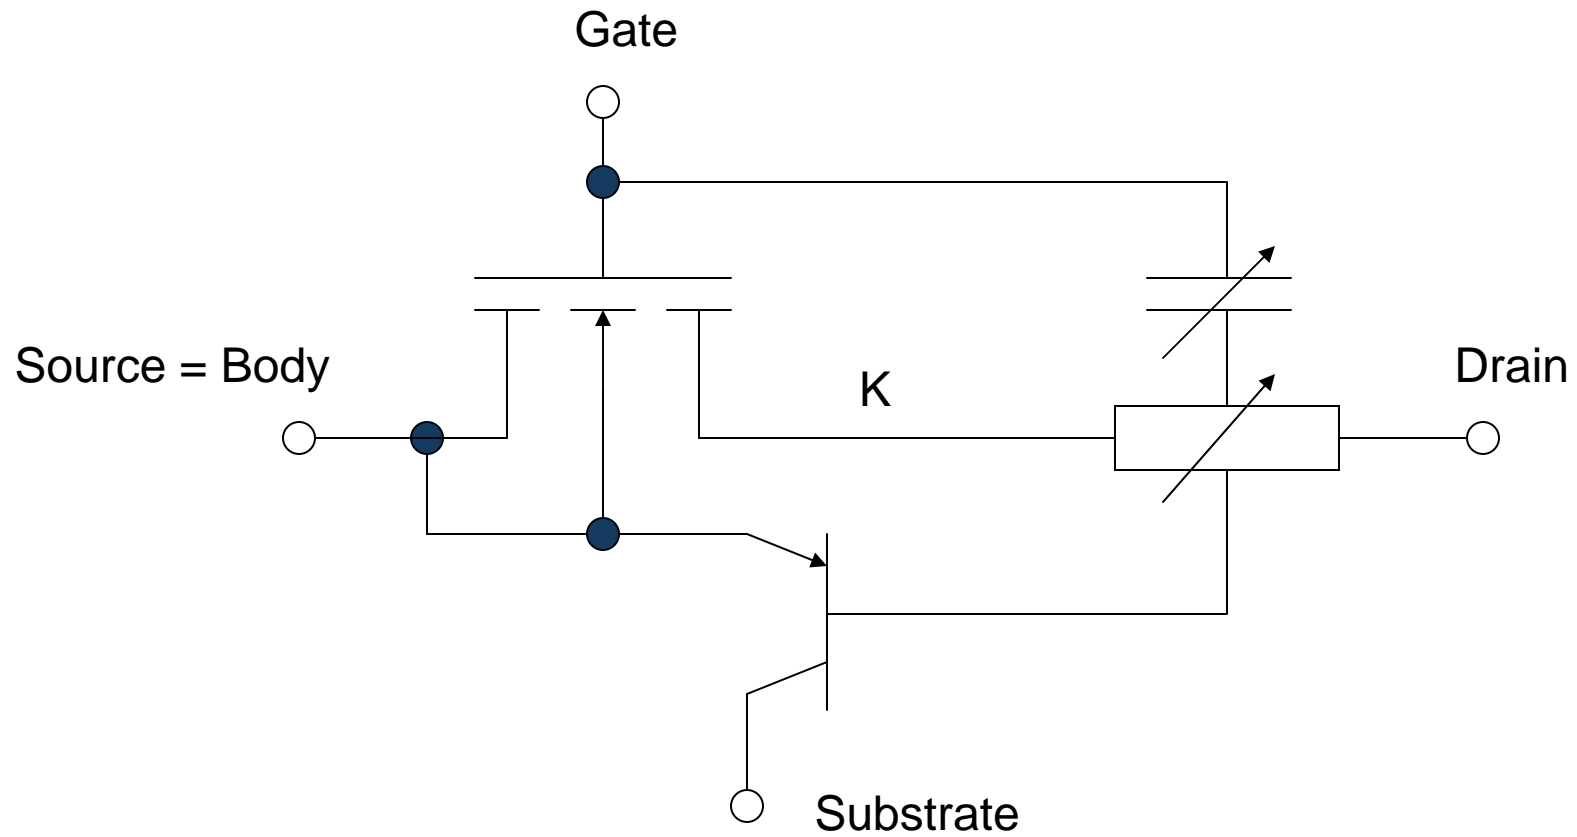 Gate
Source = Body
K
Drain
Substrate